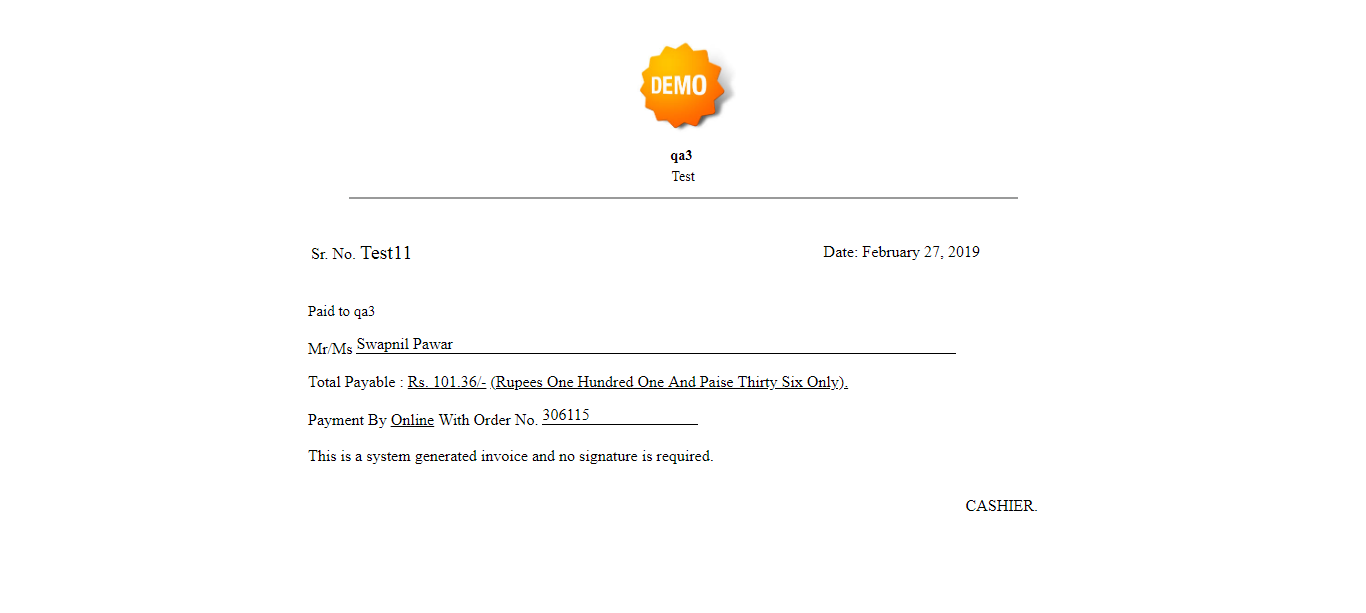 DEMO
qa3
Test
Sr. No. Test11
Date: February 27, 2019
Paid to qa3
Mr/Ms Swapnil Pawar
Total Payable : Rs. 101.36/- (Rupees One Hundred One And Paise Thirty Six Only).
Payment By Online With Order No. 306115
This is a system generated invoice and no signature is required.
CASHIER.